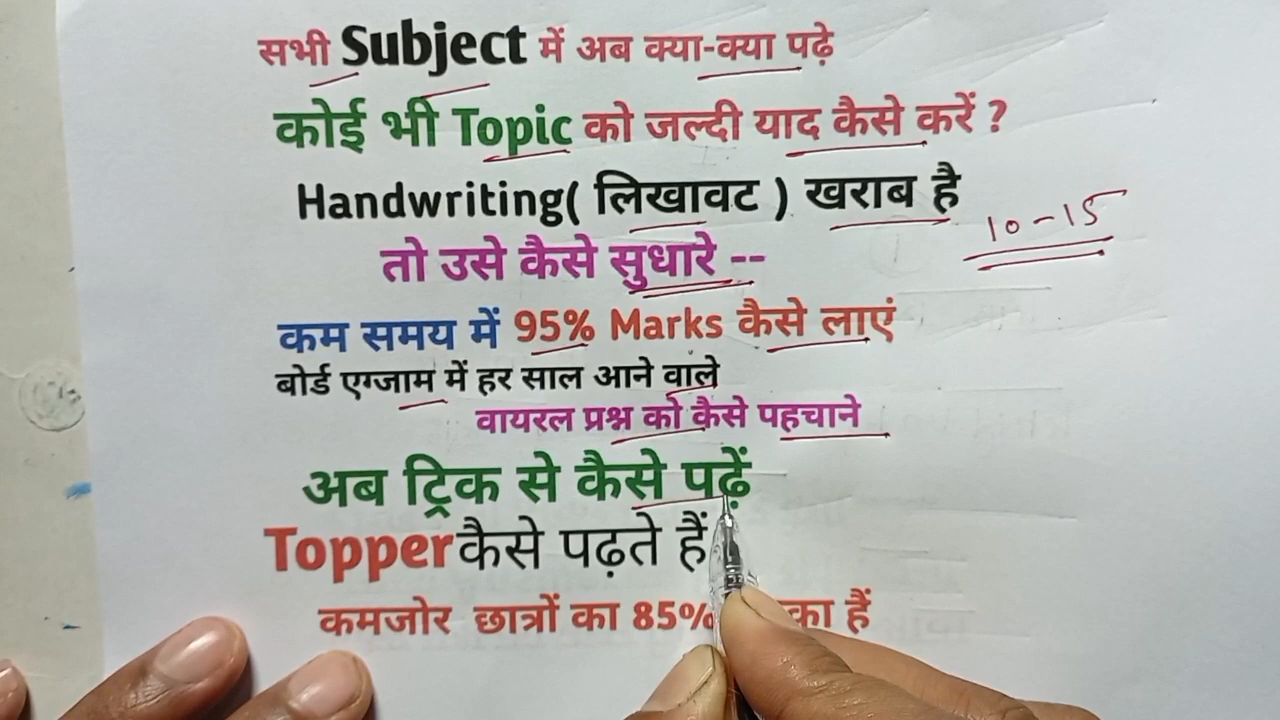 सभी Subject में अब क्या-क्या पढ़े
कोई भी Topic को जल्दी याद कैसे करें ?
Handwriting( लिखावट ) खराब है
10-15
तो उसे कैसे सुधारे --
कम समय में 95% Marks कैसे लाएं
बोर्ड एग्जाम में हर साल आने वाले
वायरल प्रश्न को कैसे पहचाने
अब ट्रिक से कैसे पढ़ें
Topper कैसे पढ़ते हैं
कमजोर छात्रों का 85% हैं